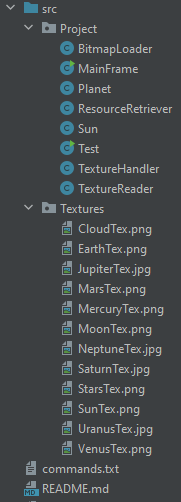 src
Project
BitmapLoader
MainFrame
Planet
ResourceRetriever
Sun
Test
TextureHandler
TextureReader
Textures
CloudTex.png
EarthTex.png
JupiterTex.jpg
MarsTex.png
MercuryTex.png
MoonTex.png
NeptuneTex.jpg
SaturnTex.jpg
StarsTex.png
SunTex.png
UranusTex.jpg
VenusTex.png
commands.txt
README.md